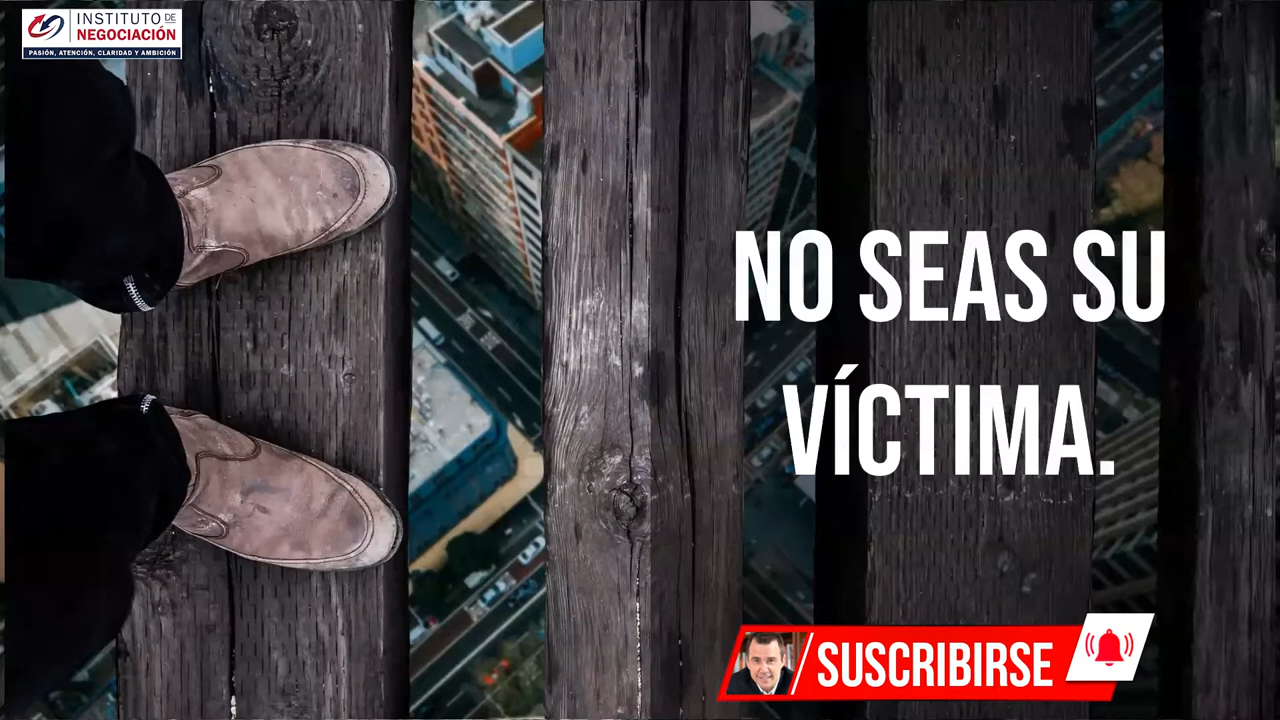 INSTITUTO DE
NEGOCIACIÓN
PASIÓN, ATENCIÓN, CLARIDAD Y AMBICIÓN
NO SEAS SU
VÍCTIMA.
SUSCRIBIRSE